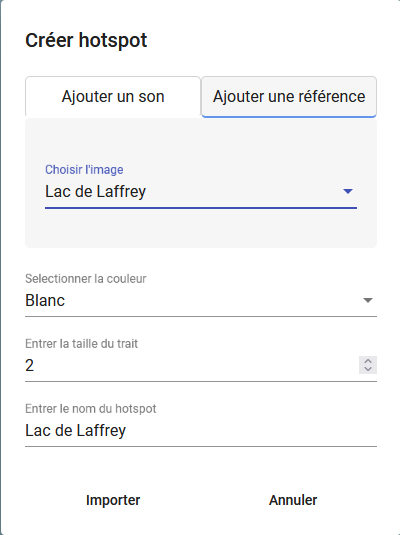 Créer hotspot
Ajouter un son
Ajouter une référence
Choisir l'image
Lac de Laffrey
Selectionner la couleur
Blanc
Entrer la taille du trait
2
Entrer le nom du hotspot
Lac de Laffrey
Importer
Annuler